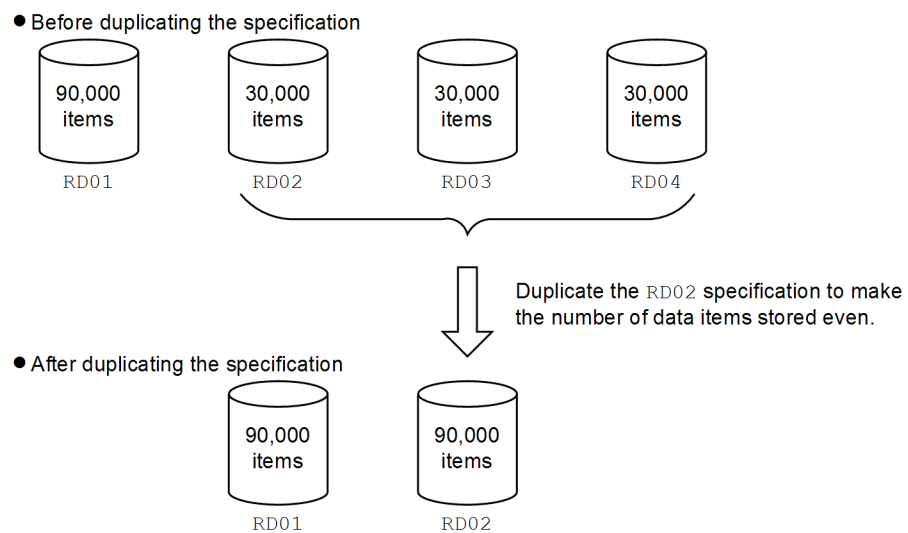 ● Before duplicating the specification
90,000 items
30,000 items
30,000 items
30,000 items
RD01
RD02
RD03
RD04
Duplicate the RD02 specification to make
the number of data items stored even.
● After duplicating the specification
90,000 items
90,000 items
RD01
RD02